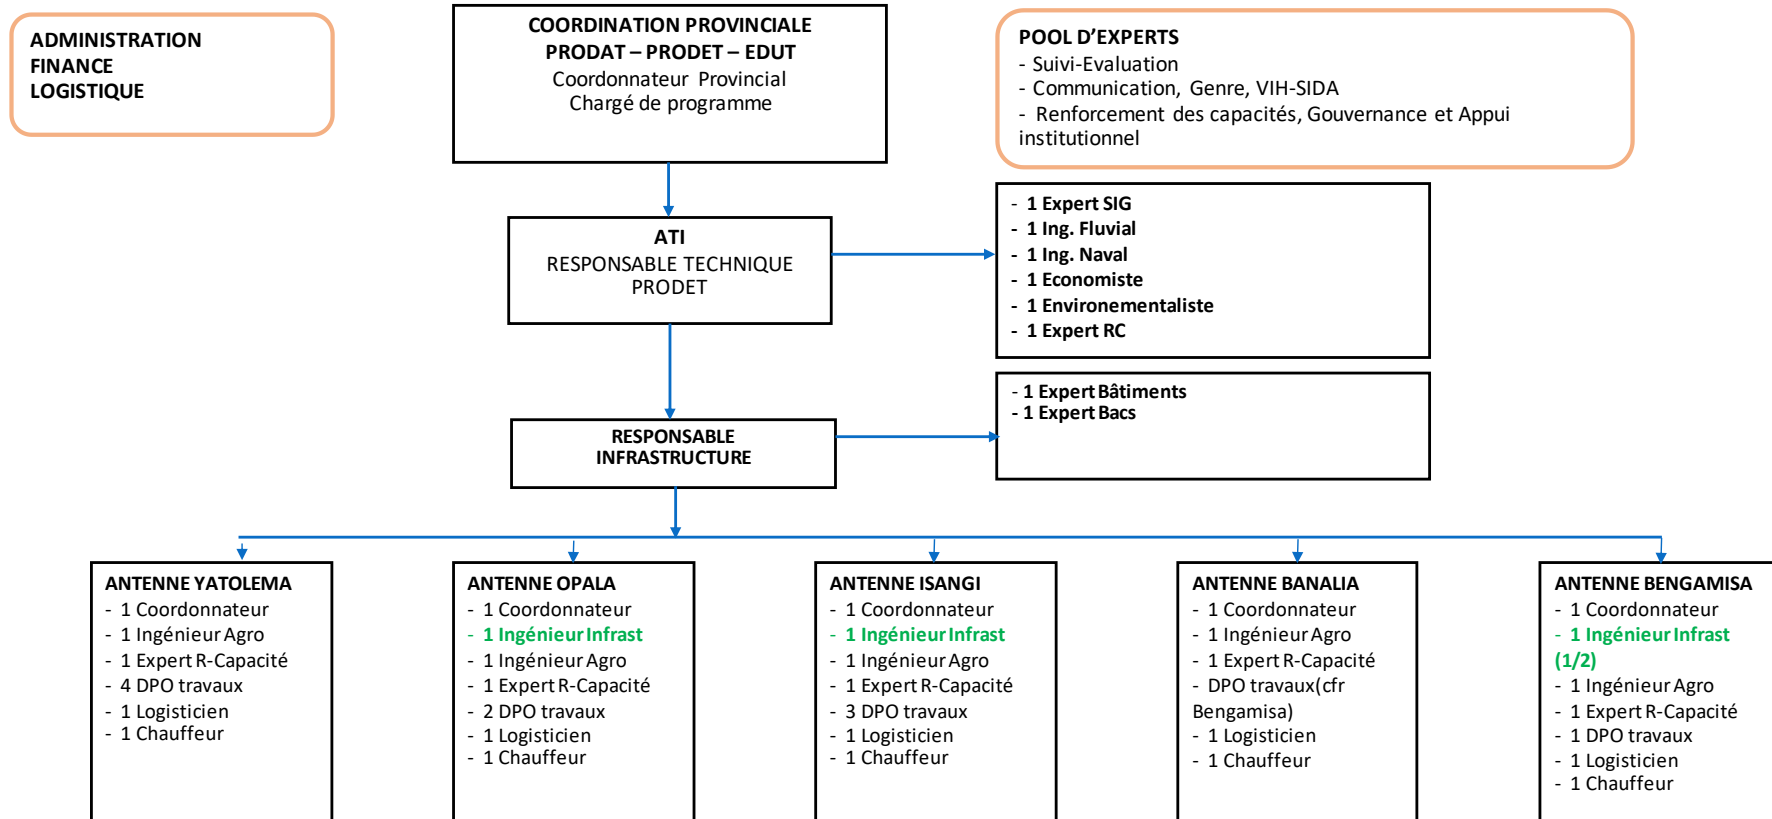 ADMINISTRATION
FINANCE
LOGISTIQUE
COORDINATION PROVINCIALE
PRODAT – PRODET – EDUT
Coordonnateur Provincial
Chargé de programme
POOL D’EXPERTS
- Suivi-Evaluation
- Communication, Genre, VIH-SIDA
- Renforcement des capacités, Gouvernance et Appui
institutionnel
ATI
RESPONSABLE TECHNIQUE
PRODET
- 1 Expert SIG
- 1 Ing. Fluvial
- 1 Ing. Naval
- 1 Economiste
- 1 Environementaliste
- 1 Expert RC
RESPONSABLE
INFRASTRUCTURE
- 1 Expert Bâtiments
- 1 Expert Bacs
ANTENNE YATOLEMA
- 1 Coordonnateur
- 1 Ingénieur Agro
- 1 Expert R-Capacité
- 4 DPO travaux
- 1 Logisticien
- 1 Chauffeur
ANTENNE OPALA
- 1 Coordonnateur
- 1 Ingénieur Infrast
- 1 Ingénieur Agro
- 1 Expert R-Capacité
- 2 DPO travaux
- 1 Logisticien
- 1 Chauffeur
ANTENNE ISANGI
- 1 Coordonnateur
- 1 Ingénieur Infrast
- 1 Ingénieur Agro
- 1 Expert R-Capacité
- 3 DPO travaux
- 1 Logisticien
- 1 Chauffeur
ANTENNE BANALIA
- 1 Coordonnateur
- 1 Ingénieur Agro
- 1 Expert R-Capacité
- DPO travaux(cfr
Bengamisa)
- 1 Logisticien
- 1 Chauffeur
ANTENNE BENGAMISA
- 1 Coordonnateur
- 1 Ingénieur Infrast
(1/2)
- 1 Ingénieur Agro
- 1 Expert R-Capacité
- 1 DPO travaux
- 1 Logisticien
- 1 Chauffeur